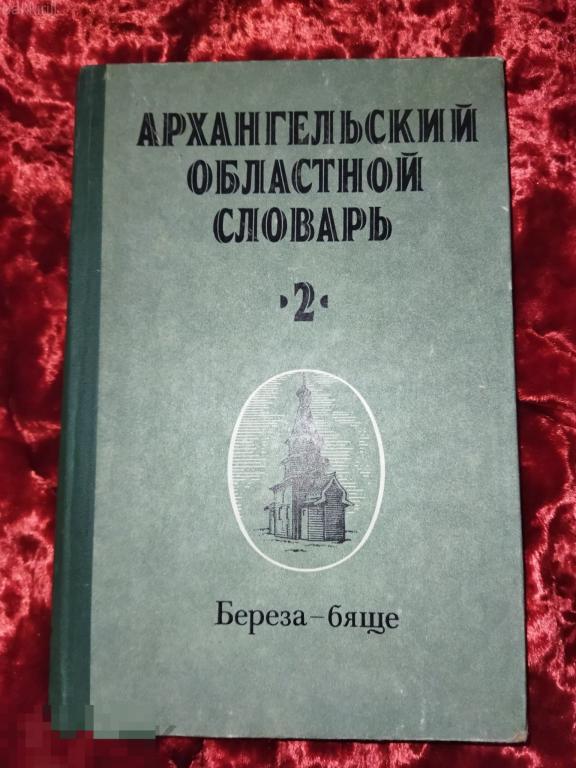 АРХАНГЕЛЬСКИЙ
ОБЛАСТНОЙ
СЛОВАРЬ
2
Береза – бяще